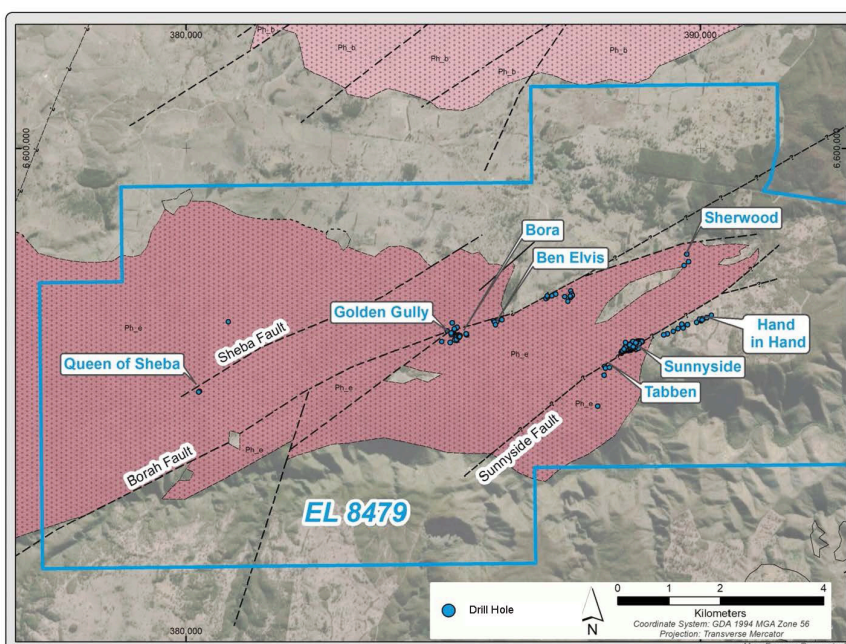 380,000
390,000
Ph_b
Ph_b
Ph_b
Ph_b
6,600,000
6,600,000
Sherwood
Bora
Ben Elvis
Golden Gully
Ph_e
Sheba Fault
Hand
in Hand
Queen of Sheba
Ph_e
Sunnyside
Ph_e
Tabben
Ph_e
Sunnyside Fault
Borah Fault
Ph_e
EL 8479
Drill Hole
N
0 1 2 4
Kilometers
Coordinate System: GDA 1994 MGA Zone 56
Projection: Transverse Mercator
380,000